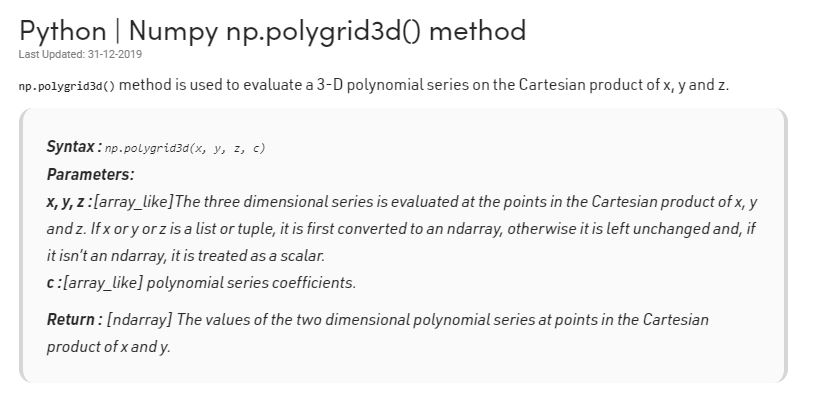 Python | Numpy np.polygrid3d() method
Last Updated: 31-12-2019
np.polygrid3d() method is used to evaluate a 3-D polynomial series on the Cartesian product of x, y and z.
Syntax : np.polygrid3d(x, y, z, c)
Parameters:
x, y, z :[array_like]The three dimensional series is evaluated at the points in the Cartesian product of x, y
and z. If x or y or z is a list or tuple, it is first converted to an ndarray, otherwise it is left unchanged and, if
it isn't an ndarray, it is treated as a scalar.
c :[array_like] polynomial series coefficients.
Return : [ndarray] The values of the two dimensional polynomial series at points in the Cartesian
product of x and y.